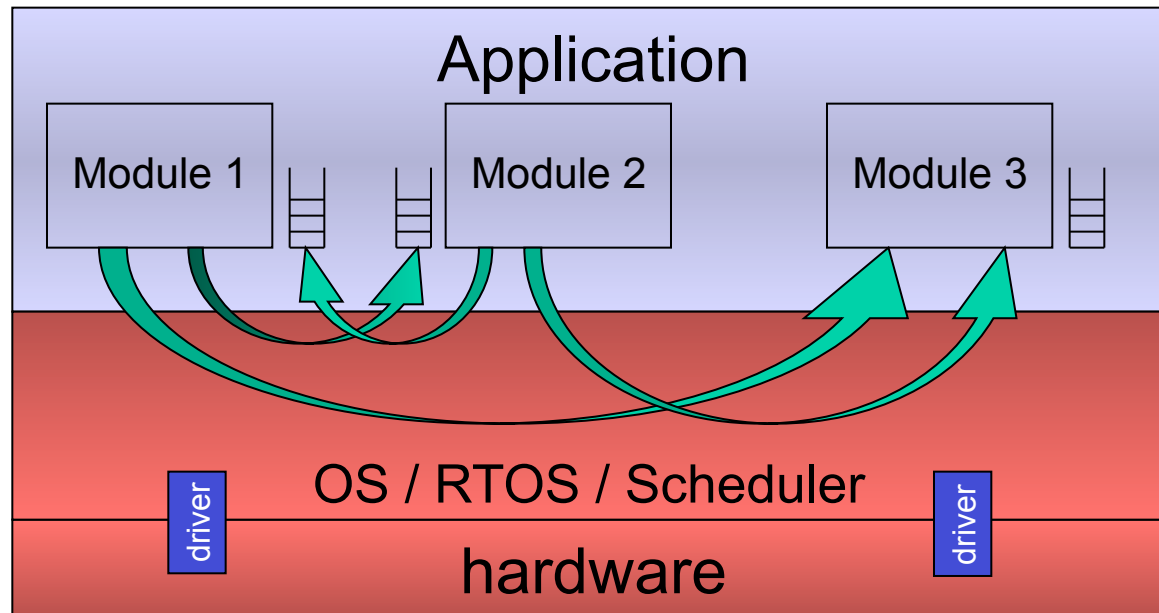 Application
Module 1
Module 2
Module 3
OS / RTOS / Scheduler
driver
driver
hardware